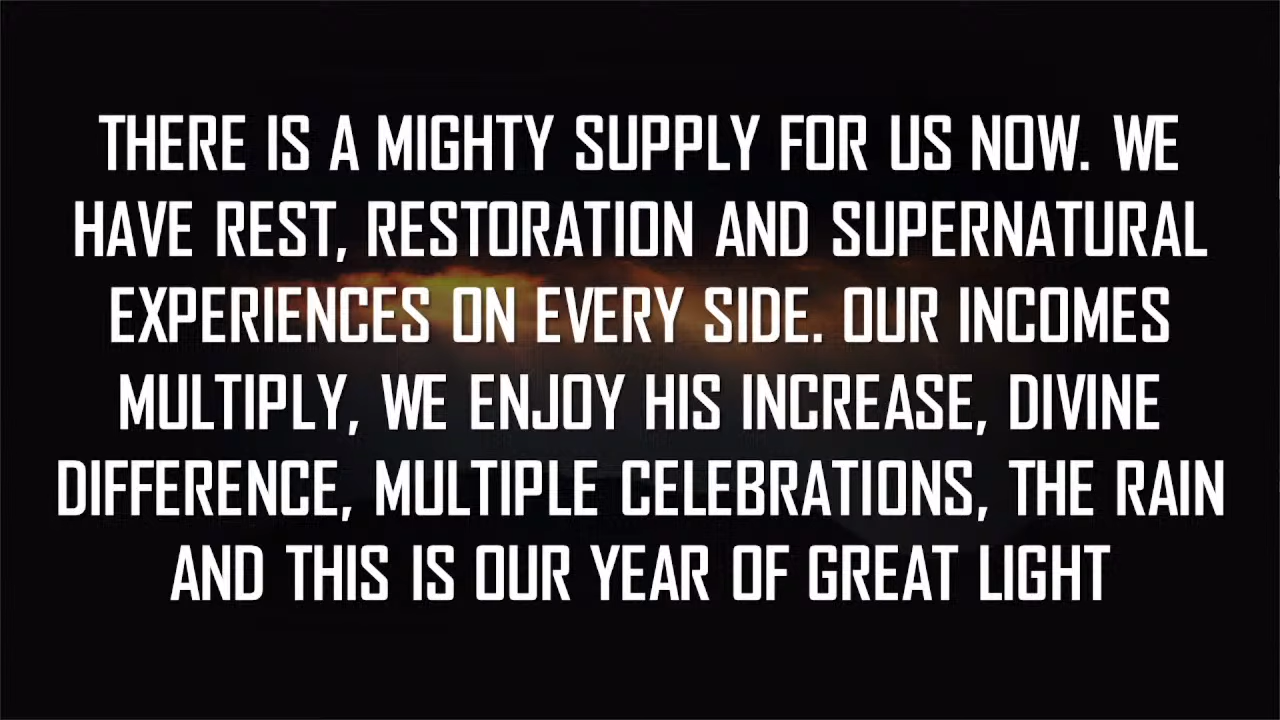 THERE IS A MIGHTY SUPPLY FOR US NOW. WE
HAVE REST, RESTORATION AND SUPERNATURAL
EXPERIENCES ON EVERY SIDE. OUR INCOMES
MULTIPLY, WE ENJOY HIS INCREASE, DIVINE
DIFFERENCE, MULTIPLE CELEBRATIONS, THE RAIN
AND THIS IS OUR YEAR OF GREAT LIGHT